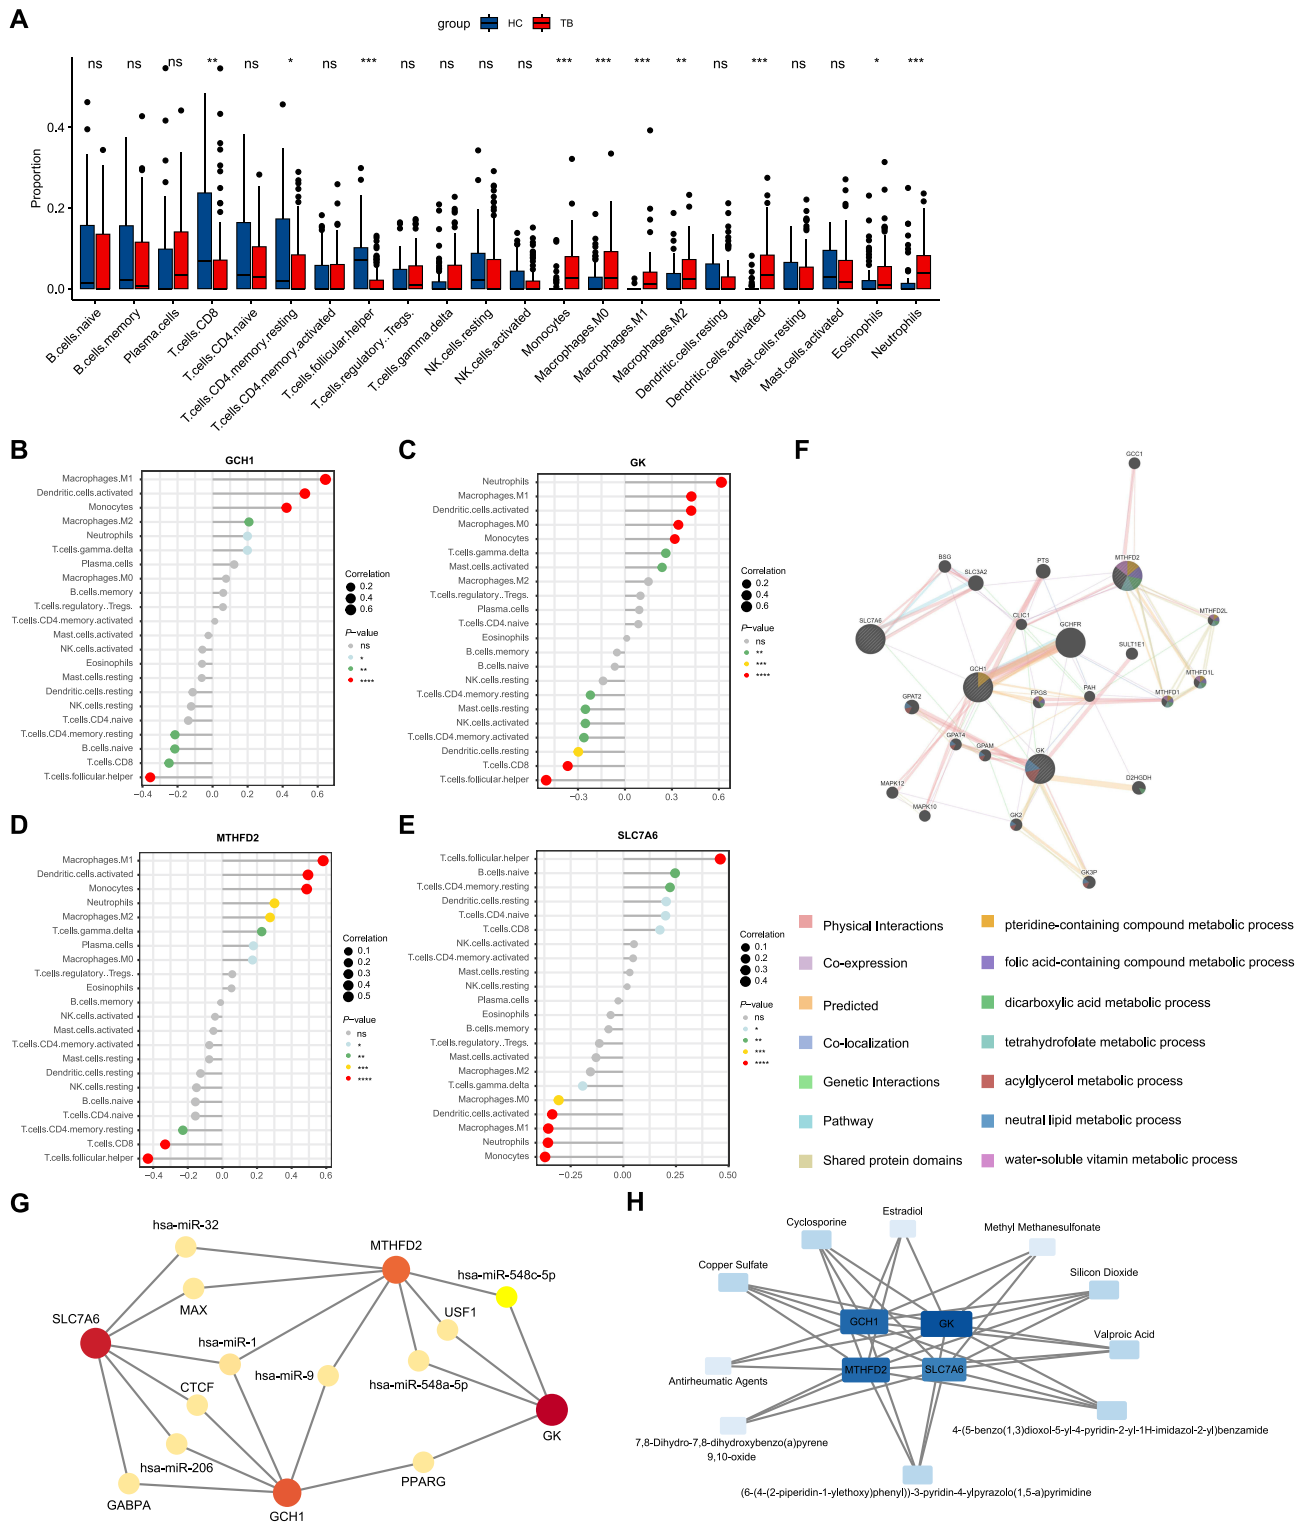 A
group HC TB
ns ns ns ** ns * ns *** ns ns ns ns *** *** *** ** ns *** ns ns * ***
Proportion
0.4
0.2
0.0
B.cells.naive
B.cells.memory
Plasma.cells
T.cells.CD8
T.cells.CD4.naive
T.cells.CD4.memory.resting
T.cells.CD4.memory.activated
T.cells.follicular.helper
T.cells.regulatory..Tregs.
T.cells.gamma.delta
NK.cells.resting
NK.cells.activated
Monocytes
Macrophages.M0
Macrophages.M1
Macrophages.M2
Dendritic.cells.resting
Dendritic.cells.activated
Mast.cells.resting
Mast.cells.activated
Eosinophils
Neutrophils
B
GCH1
Macrophages.M1
Dendritic.cells.activated
Monocytes
Macrophages.M2
Neutrophils
T.cells.gamma.delta
Plasma.cells
Macrophages.M0
B.cells.memory
T.cells.regulatory..Tregs.
T.cells.CD4.memory.activated
Mast.cells.activated
NK.cells.activated
Eosinophils
Mast.cells.resting
Dendritic.cells.resting
NK.cells.resting
T.cells.CD4.naive
T.cells.CD4.memory.resting
B.cells.naive
T.cells.CD8
T.cells.follicular.helper
−0.4 −0.2 0.0 0.2 0.4 0.6
Correlation
0.2
0.4
0.6
P−value
ns
*
**
****
C
GK
Neutrophils
Macrophages.M1
Dendritic.cells.activated
Macrophages.M0
Monocytes
T.cells.gamma.delta
Mast.cells.activated
Macrophages.M2
T.cells.regulatory..Tregs.
Plasma.cells
T.cells.CD4.naive
Eosinophils
B.cells.memory
B.cells.naive
NK.cells.resting
T.cells.CD4.memory.resting
Mast.cells.resting
NK.cells.activated
T.cells.CD4.memory.activated
Dendritic.cells.resting
T.cells.CD8
T.cells.follicular.helper
−0.3 0.0 0.3 0.6
Correlation
0.2
0.4
0.6
P−value
ns
**
***
****
D
MTHFD2
Macrophages.M1
Dendritic.cells.activated
Monocytes
Neutrophils
Macrophages.M2
T.cells.gamma.delta
Plasma.cells
Macrophages.M0
T.cells.regulatory..Tregs.
Eosinophils
B.cells.memory
NK.cells.activated
Mast.cells.activated
T.cells.CD4.memory.activated
Mast.cells.resting
Dendritic.cells.resting
NK.cells.resting
B.cells.naive
T.cells.CD4.naive
T.cells.CD4.memory.resting
T.cells.CD8
T.cells.follicular.helper
−0.4 −0.2 0.0 0.2 0.4 0.6
Correlation
0.1
0.2
0.3
0.4
0.5
P−value
ns
*
**
***
****
E
SLC7A6
T.cells.follicular.helper
B.cells.naive
T.cells.CD4.memory.resting
Dendritic.cells.resting
T.cells.CD4.naive
T.cells.CD8
NK.cells.activated
T.cells.CD4.memory.activated
Mast.cells.resting
NK.cells.resting
Plasma.cells
Eosinophils
B.cells.memory
T.cells.regulatory..Tregs.
Mast.cells.activated
Macrophages.M2
T.cells.gamma.delta
Macrophages.M0
Dendritic.cells.activated
Macrophages.M1
Neutrophils
Monocytes
−0.25 0.00 0.25 0.50
Correlation
0.1
0.2
0.3
0.4
P−value
ns
*
**
***
****
F
GCC1
BSG
SLC3A2
PTS
MTHFD2
SLC7A6
CLIC1
GCHFR
MTHFD2L
SULT1E1
GCH1
GPAT2
FPGS
PAH
MTHFD1
MTHFD1L
GPAT4
GPAM
GK
D2HGDH
MAPK12
MAPK10
GK2
GK3P
Physical Interactions
Co-expression
Predicted
Co-localization
Genetic Interactions
Pathway
Shared protein domains
pteridine-containing compound metabolic process
folic acid-containing compound metabolic process
dicarboxylic acid metabolic process
tetrahydrofolate metabolic process
acylglycerol metabolic process
neutral lipid metabolic process
water-soluble vitamin metabolic process
G
hsa-miR-32
MTHFD2
hsa-miR-548c-5p
MAX
USF1
SLC7A6
hsa-miR-1
hsa-miR-9
hsa-miR-548a-5p
CTCF
GK
hsa-miR-206
PPARG
GABPA
GCH1
H
Estradiol
Cyclosporine
Methyl Methanesulfonate
Copper Sulfate
Silicon Dioxide
GCH1
GK
Valproic Acid
MTHFD2
SLC7A6
Antirheumatic Agents
4-(5-benzo(1,3)dioxol-5-yl-4-pyridin-2-yl-1H-imidazol-2-yl)benzamide
7,8-Dihydro-7,8-dihydroxybenzo(a)pyrene
9,10-oxide
(6-(4-(2-piperidin-1-ylethoxy)phenyl))-3-pyridin-4-ylpyrazolo(1,5-a)pyrimidine